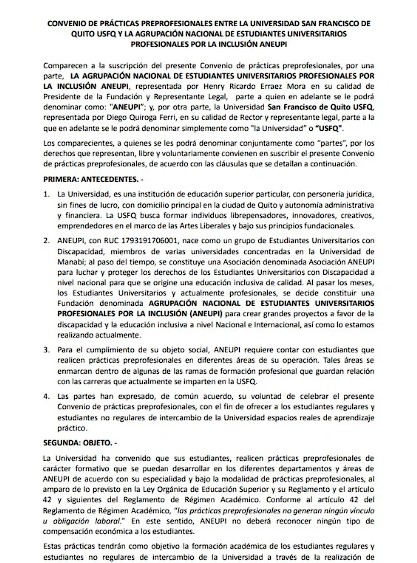 CONVENIO DE PRÁCTICAS PREPROFESIONALES ENTRE LA UNIVERSIDAD SAN FRANCISCO DE
QUITO USFQ Y LA AGRUPACIÓN NACIONAL DE ESTUDIANTES UNIVERSITARIOS
PROFESIONALES POR LA INCLUSIÓN ANEUPI
Comparecen a la suscripción del presente Convenio de prácticas preprofesionales, por una
parte, LA AGRUPACIÓN NACIONAL DE ESTUDIANTES UNIVERSITARIOS PROFESIONALES POR
LA INCLUSIÓN ANEUPI, representada por Henry Ricardo Erraez Mora en su calidad de
Presidente de la Fundación y Representante Legal, parte a quien en adelante se le podrá
denominar como: "ANEUPI"; y, por otra parte, la Universidad San Francisco de Quito USFQ,
representada por Diego Quiroga Ferri, en su calidad de Rector y representante legal, parte a la
que en adelante se le podrá denominar simplemente como "la Universidad" o "USFQ".
Los comparecientes, a quienes se les podrá denominar conjuntamente como "partes", por los
derechos que representan, libre y voluntariamente convienen en suscribir el presente Convenio
de prácticas preprofesionales, de acuerdo con las cláusulas que se detallan a continuación.
PRIMERA: ANTECEDENTES. -
1. La Universidad, es una institución de educación superior particular, con personería jurídica,
sin fines de lucro, con domicilio principal en la ciudad de Quito y autonomía administrativa
y financiera. La USFQ busca formar individuos librepensadores, innovadores, creativos,
emprendedores en el marco de las Artes Liberales y bajo sus principios fundacionales.
2. ANEUPI, con RUC 1793191706001, nace como un grupo de Estudiantes Universitarios con
Discapacidad, miembros de varias universidades concentradas en la Universidad de
Manabí; al paso del tiempo, se constituye una Asociación denominada Asociación ANEUPI
para luchar y proteger los derechos de los Estudiantes Universitarios con Discapacidad a
nivel nacional para que se origine una educación inclusiva de calidad. Al pasar los meses,
los Estudiantes Universitarios y actualmente profesionales, se decide constituir una
Fundación denominada AGRUPACIÓN NACIONAL DE ESTUDIANTES UNIVERSITARIOS
PROFESIONALES POR LA INCLUSIÓN (ANEUPI) para crear grandes proyectos a favor de la
discapacidad y la educación inclusiva a nivel Nacional e Internacional, así como lo estamos
realizando actualmente.
3. Para el cumplimiento de su objeto social, ANEUPI requiere contar con estudiantes que
realicen prácticas preprofesionales en diferentes áreas de su operación. Tales áreas se
enmarcan dentro de algunas de las ramas de formación profesional que guardan relación
con las carreras que actualmente se imparten en la USFQ.
4. Las partes han expresado, de común acuerdo, su voluntad de celebrar el presente
Convenio de prácticas preprofesionales, con el fin de ofrecer a los estudiantes regulares y
estudiantes no regulares de intercambio de la Universidad espacios reales de aprendizaje
práctico.
SEGUNDA: OBJETO. -
La Universidad ha convenido que sus estudiantes, realicen prácticas preprofesionales de
carácter formativo que se puedan desarrollar en los diferentes departamentos y áreas de
ANEUPI de acuerdo con su especialidad y bajo la modalidad de prácticas preprofesionales, al
amparo de lo previsto en la Ley Orgánica de Educación Superior y su Reglamento y el artículo
42 y siguientes del Reglamento de Régimen Académico. Conforme al artículo 42 del
Reglamento de Régimen Académico, "las prácticas preprofesionales no generan ningún vínculo
u obligación laboral." En este sentido, ANEUPI no deberá reconocer ningún tipo de
compensación económica a los estudiantes.
Estas prácticas tendrán como objetivo la formación académica de los estudiantes regulares y
estudiantes no regulares de intercambio de la Universidad a través de la realización de